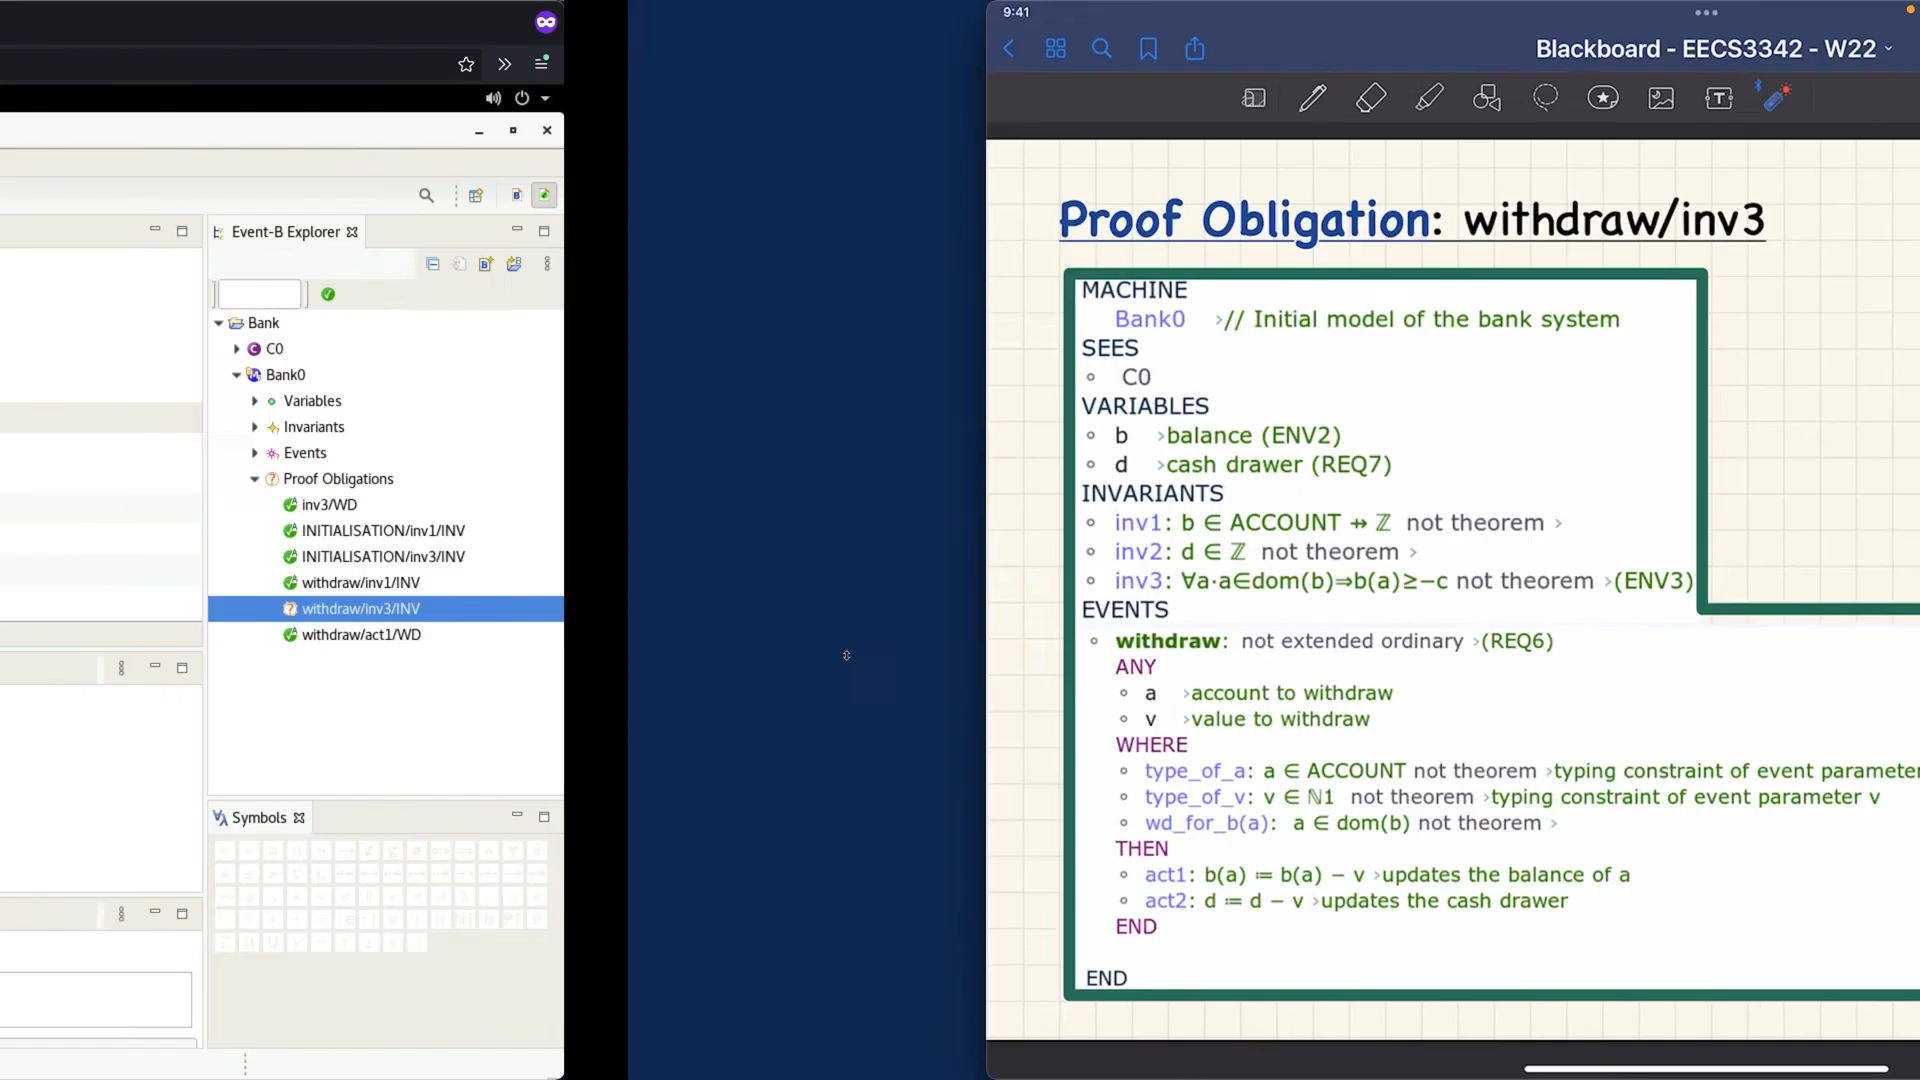 Event-B Explorer
Bank
C0
Bank0
Variables
Invariants
Events
Proof Obligations
inv3/WD
INITIALISATION/inv1/INV
INITIALISATION/inv3/INV
withdraw/inv1/INV
withdraw/inv3/INV
withdraw/act1/WD
Symbols
9:41
Blackboard - EECS3342 - W22
Proof Obligation: withdraw/inv3
MACHINE
Bank0 ›// Initial model of the bank system
SEES
◦ C0
VARIABLES
◦ b ›balance (ENV2)
◦ d ›cash drawer (REQ7)
INVARIANTS
◦ inv1: b ∈ ACCOUNT ⇸ ℤ not theorem ›
◦ inv2: d ∈ ℤ not theorem ›
◦ inv3: ∀a·a∈dom(b)⇒b(a)≥−c not theorem ›(ENV3)
EVENTS
◦ withdraw: not extended ordinary ›(REQ6)
ANY
◦ a ›account to withdraw
◦ v ›value to withdraw
WHERE
◦ type_of_a: a ∈ ACCOUNT not theorem ›typing constraint of event parameter
◦ type_of_v: v ∈ ℕ1 not theorem ›typing constraint of event parameter v
◦ wd_for_b(a): a ∈ dom(b) not theorem ›
THEN
◦ act1: b(a) ≔ b(a) − v ›updates the balance of a
◦ act2: d ≔ d − v ›updates the cash drawer
END
END